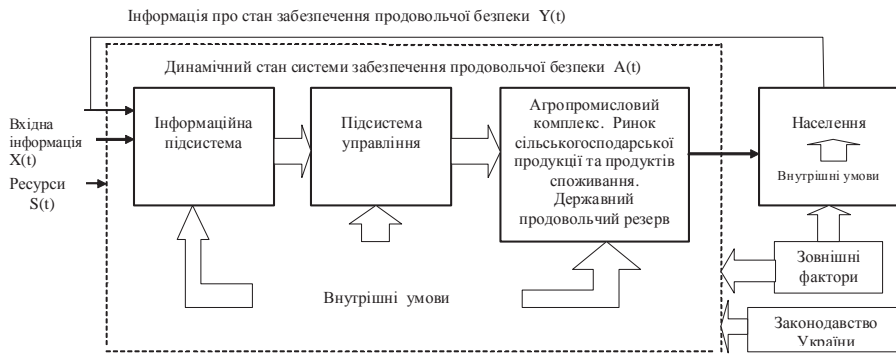 Інформація про стан забезпечення продовольчої безпеки Y(t)
Динамічний стан системи забезпечення продовольчої безпеки A(t)
Вхідна
інформація
X(t)
Ресурси
S(t)
Інформаційна
підсистема
Підсистема
управління
Агропромисловий
комплекс. Ринок
сільськогосподарської
продукції та продуктів
споживання.
Державний
продовольчий резерв
Населення
Внутрішні умови
Внутрішні умови
Зовнішні
фактори
Законодавство
України